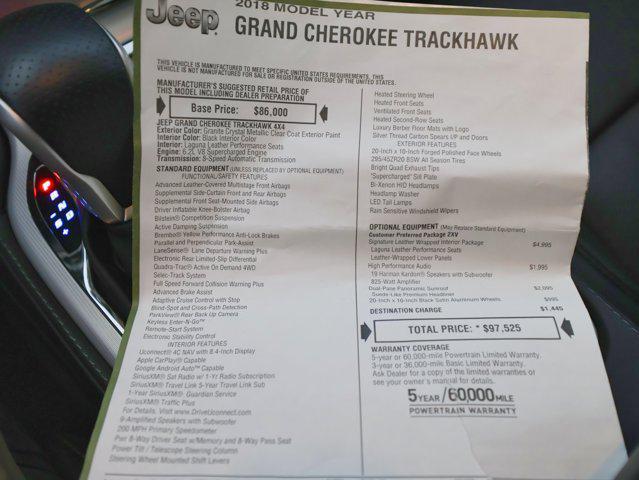 Jeep
2018 MODEL YEAR
GRAND CHEROKEE TRACKHAWK
THIS VEHICLE IS MANUFACTURED TO MEET SPECIFIC UNITED STATES REQUIREMENTS, THIS
VEHICLE IS NOT MANUFACTURED FOR SALE OR REGISTRATION OUTSIDE OF THE UNITED STATES.
MANUFACTURER'S SUGGESTED RETAIL PRICE OF
THIS MODEL INCLUDING DEALER PREPARATION
Base Price: $86,000
JEEP GRAND CHEROKEE TRACKHAWK 4X4
Exterior Color: Granite Crystal Metallic Clear Coat Exterior Paint
Interior Color: Black Interior Color
Interior: Laguna Leather Performance Seats
Engine: 6.2L V8 Supercharged Engine
Transmission: 8-Speed Automatic Transmission
STANDARD EQUIPMENT (UNLESS REPLACED BY OPTIONAL EQUIPMENT)
FUNCTIONAL/SAFETY FEATURES
Advanced Leather-Covered Multistage Front Airbags
Supplemental Side-Curtain Front and Rear Airbags
Supplemental Front Seat-Mounted Side Airbags
Driver Inflatable Knee-Bolster Airbag
Bilstein® Competition Suspension
Active Damping Suspension
Brembo® Yellow Performance Anti-Lock Brakes
Parallel and Perpendicular Park-Assist
LaneSense® Lane Departure Warning Plus
Electronic Rear Limited-Slip Differential
Quadra-Trac® Active On Demand 4WD
Selec-Track System
Full Speed Forward Collision Warning Plus
Advanced Brake Assist
Adaptive Cruise Control with Stop
Blind-Spot and Cross-Path Detection
ParkView® Rear Back Up Camera
Keyless Enter-N-Go™
Remote-Start System
Electronic Stability Control
INTERIOR FEATURES
Uconnect® 4C NAV with 8.4-Inch Display
Apple CarPlay® Capable
Google Android Auto™ Capable
SiriusXM® Sat Radio w/ 1-Yr Radio Subscription
SiriusXM® Travel Link 5-Year Travel Link Sub
1-Year SiriusXM® Guardian Service
SiriusXM® Traffic Plus
For Details, Visit www.DriveUconnect.com
9-Amplified Speakers with Subwoofer
200 MPH Primary Speedometer
Pwr 8-Way Driver Seat w/Memory and 8-Way Pass Seat
Power Tilt / Telescope Steering Column
Steering Wheel Mounted Shift Levers
Heated Steering Wheel
Heated Front Seats
Ventilated Front Seats
Heated Second-Row Seats
Luxury Berber Floor Mats with Logo
Silver Thread Carbon Spears I/P and Doors
EXTERIOR FEATURES
20-Inch x 10-Inch Forged Polished Face Wheels
295/45ZR20 BSW All Season Tires
Bright Quad Exhaust Tips
"Supercharged" Silt Plate
Bi-Xenon HID Headlamps
Headlamp Washer
LED Tail Lamps
Rain Sensitive Windshield Wipers
OPTIONAL EQUIPMENT (May Replace Standard Equipment)
Customer Preferred Package 2XV
Signature Leather Wrapped Interior Package $4,995
Laguna Leather Performance Seats
Leather-Wrapped Lower Panels
High Performance Audio $1,995
19 Harman Kardon® Speakers with Subwoofer
825-Watt Amplifier
Dual-Pane Panoramic Sunroof $2,095
Suede-Like Premium Headliner
20-Inch x 10-Inch Black Satin Aluminum Wheels $995
DESTINATION CHARGE $1,445
TOTAL PRICE: * $97,525
WARRANTY COVERAGE
5-year or 60,000-mile Powertrain Limited Warranty.
3-year or 36,000-mile Basic Limited Warranty.
Ask Dealer for a copy of the limited warranties or
see your owner's manual for details.
5 YEAR/60,000 MILE
POWERTRAIN WARRANTY